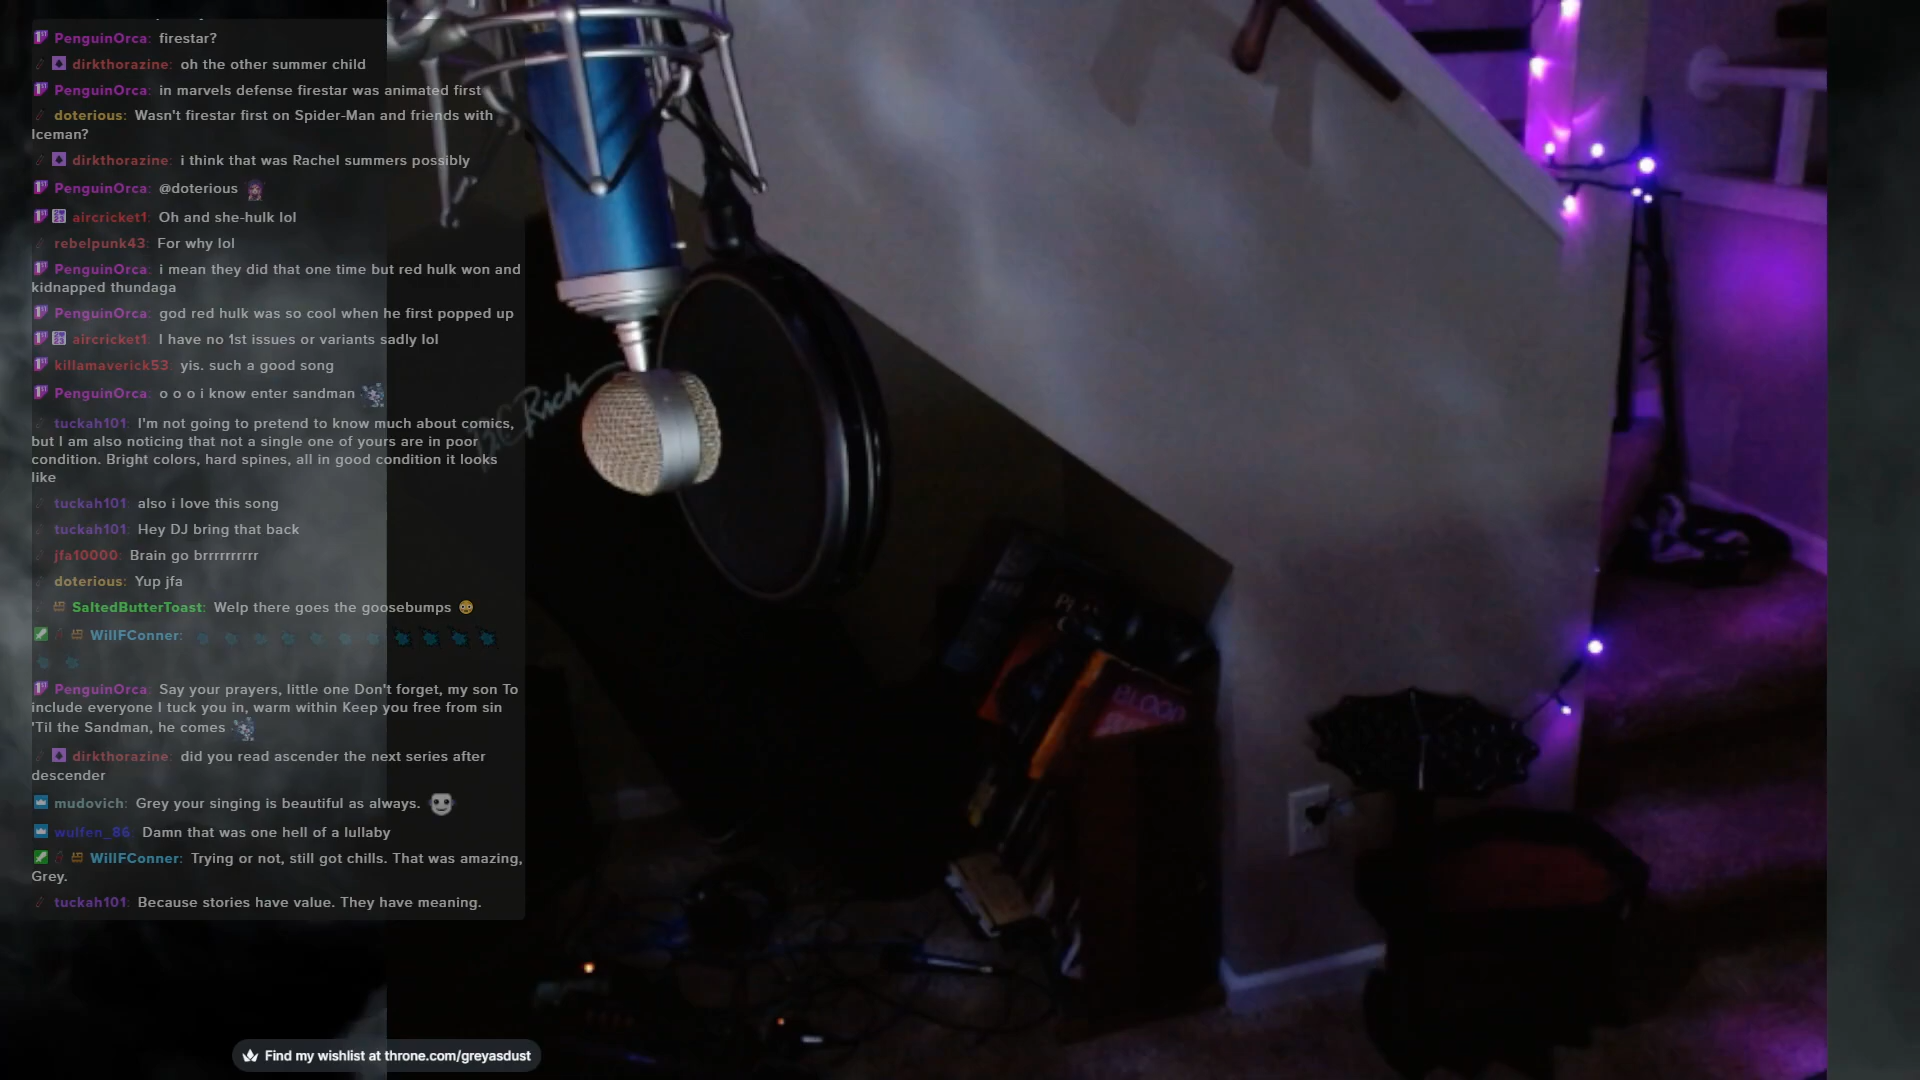 PenguinOrca: firestar?
dirkthorazine: oh the other summer child
PenguinOrca: in marvels defense firestar was animated first
doterious: Wasn't firestar first on Spider-Man and friends with
Iceman?
dirkthorazine: i think that was Rachel summers possibly
PenguinOrca: @doterious
aircricket1: Oh and she-hulk lol
rebelpunk43: For why lol
PenguinOrca: i mean they did that one time but red hulk won and
kidnapped thundaga
PenguinOrca: god red hulk was so cool when he first popped up
aircricket1: I have no 1st issues or variants sadly lol
killamaverick53: yis. such a good song
PenguinOrca: o o o i know enter sandman
tuckah101: I'm not going to pretend to know much about comics,
but I am also noticing that not a single one of yours are in poor
condition. Bright colors, hard spines, all in good condition it looks
like
tuckah101: also i love this song
tuckah101: Hey DJ bring that back
jfa10000: Brain go brrrrrrrrrr
doterious: Yup jfa
SaltedButterToast: Welp there goes the goosebumps
WillFConner:
PenguinOrca: Say your prayers, little one Don't forget, my son To
include everyone I tuck you in, warm within Keep you free from sin
'Til the Sandman, he comes
dirkthorazine: did you read ascender the next series after
descender
mudovich: Grey your singing is beautiful as always.
wulfen_86: Damn that was one hell of a lullaby
WillFConner: Trying or not, still got chills. That was amazing,
Grey.
tuckah101: Because stories have value. They have meaning.
Rich
BLOOD
Find my wishlist at throne.com/greyasdust